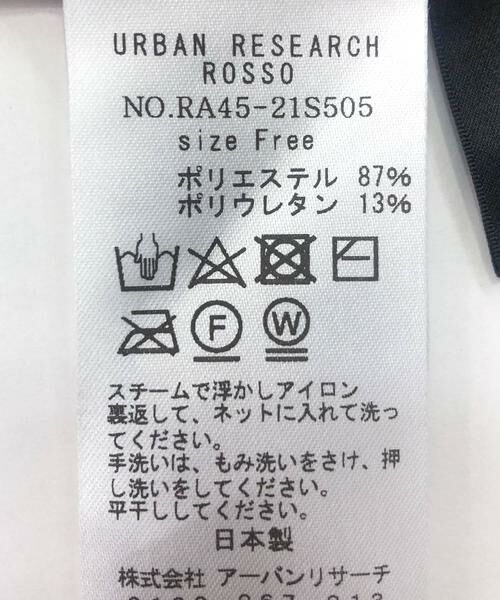 URBAN RESEARCH
ROSSO
NO.RA45-21S505
size Free
ポリエステル 87%
ポリウレタン 13%
F W
スチームで浮かしアイロン
裏返して、ネットに入れて洗っ
てください。
手洗いは、もみ洗いをさけ、押
し洗いをしてください。
平干ししてください。
日本製
株式会社 アーバンリサーチ